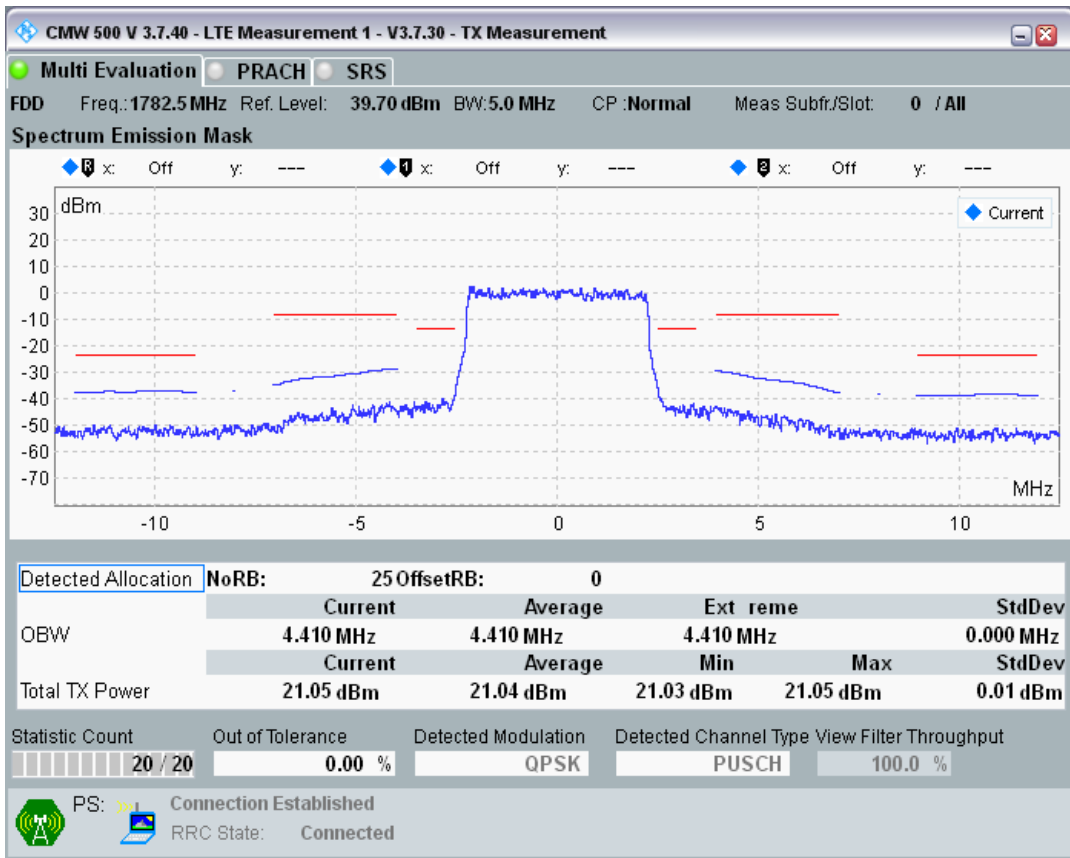 CMW 500 V 3.7.40 - LTE Measurement 1 - V3.7.30 - TX Measurement
Multi Evaluation PRACH SRS
FDD Freq.: 1782.5 MHz Ref. Level: 39.70 dBm BW: 5.0 MHz CP : Normal Meas Subfr./Slot: 0 / All
Spectrum Emission Mask
R x: Off y: --- 1 x: Off y: --- 2 x: Off y: ---
dBm
Current
30
20
10
0
-10
-20
-30
-40
-50
-60
-70
MHz
-10 -5 0 5 10
Detected Allocation NoRB: 25 OffsetRB: 0
Current Average Ext reme StdDev
OBW 4.410 MHz 4.410 MHz 4.410 MHz 0.000 MHz
Current Average Min Max StdDev
Total TX Power 21.05 dBm 21.04 dBm 21.03 dBm 21.05 dBm 0.01 dBm
Statistic Count Out of Tolerance Detected Modulation Detected Channel Type View Filter Throughput
20 / 20 0.00 % QPSK PUSCH 100.0 %
PS: Connection Established
RRC State: Connected